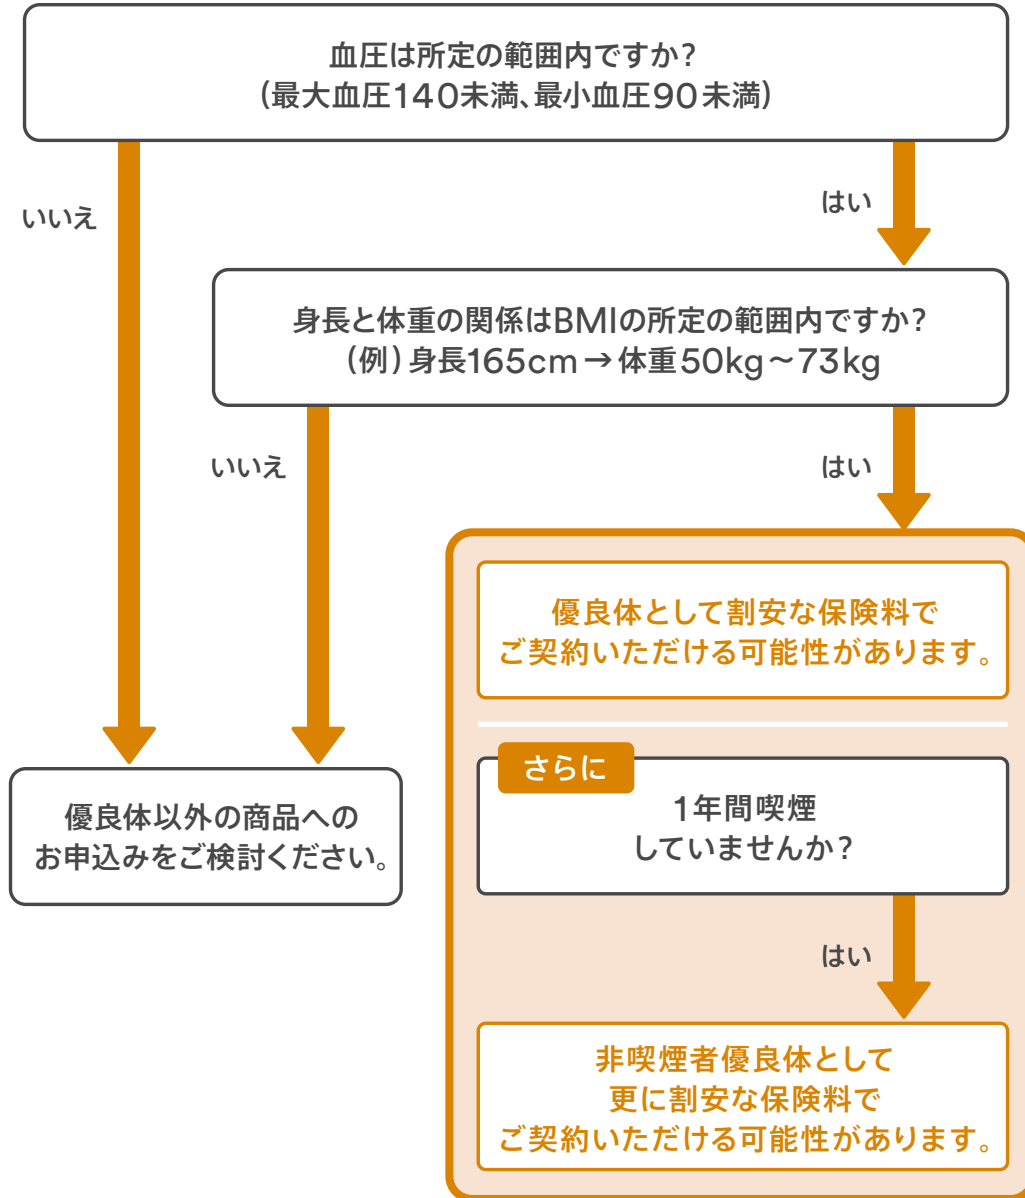 血圧は所定の範囲内ですか?
(最大血圧140未満、最小血圧90未満)
いいえ
はい
身長と体重の関係はBMIの所定の範囲内ですか?
(例)身長165cm→体重50kg～73kg
いいえ
はい
優良体として割安な保険料で
ご契約いただける可能性があります。
さらに
1年間喫煙
していませんか?
優良体以外の商品への
お申込みをご検討ください。
はい
非喫煙者優良体として
更に割安な保険料で
ご契約いただける可能性があります。